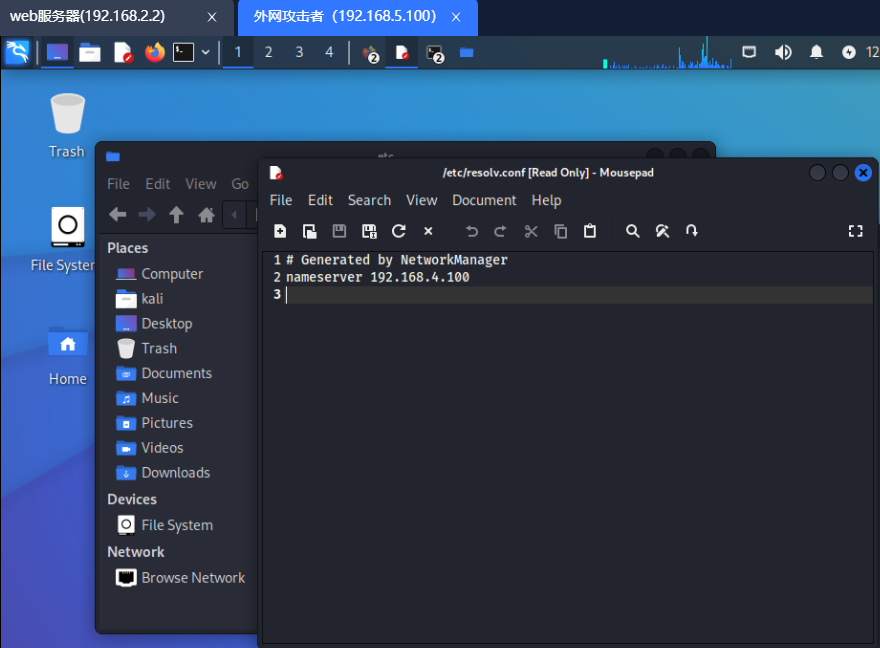 web服务器(192.168.2.2)
外网攻击者（192.168.5.100）
1 2 3 4
2
2
12
Trash
File System
Home
etc
File Edit View Go
Places
Computer
kali
Desktop
Trash
Documents
Music
Pictures
Videos
Downloads
Devices
File System
Network
Browse Network
/etc/resolv.conf [Read Only] - Mousepad
File Edit Search View Document Help
1 # Generated by NetworkManager
2 nameserver 192.168.4.100
3